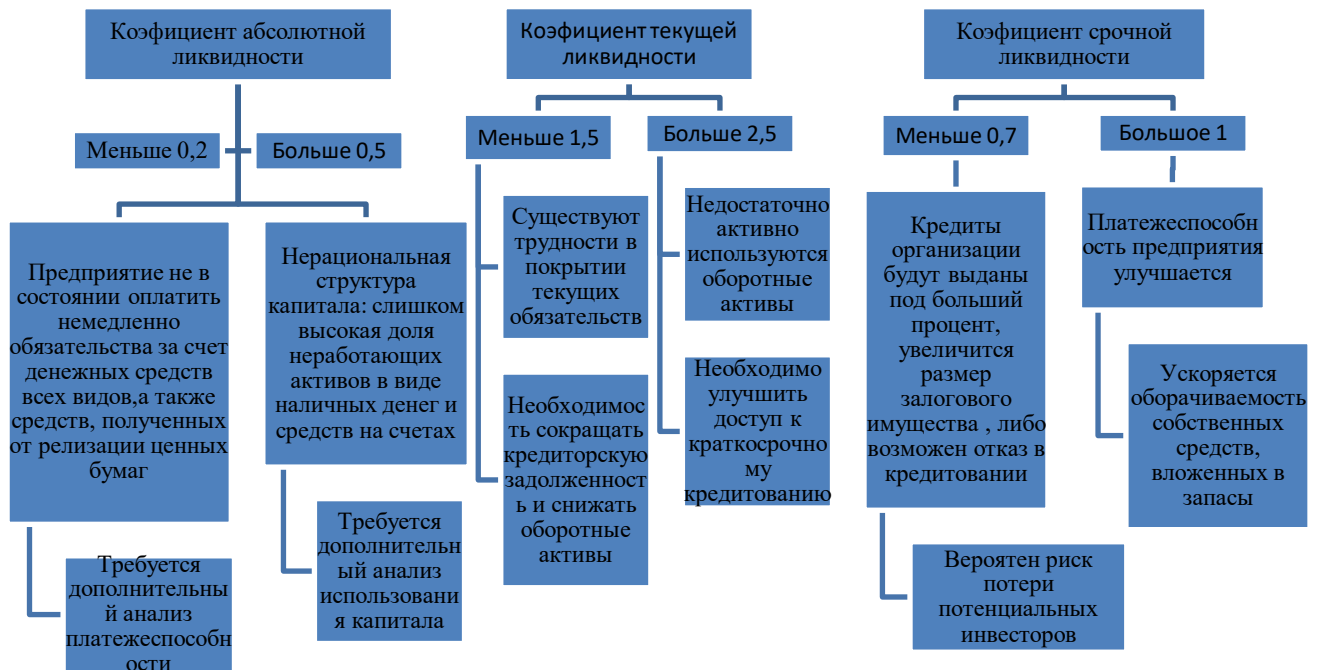 Коэфициент абсолютной
ликвидности
Меньше 0,2
Больше 0,5
Предприятие не в
состоянии оплатить
немедленно
обязательства за счет
денежных средств
всех видов,а также
средств, полученных
от релизации ценных
бумаг
Требуется
дополнительны
й анализ
платежеспособн
ости
Нерациональная
структура
капитала: слишком
высокая доля
неработающих
активов в виде
наличных денег и
средств на счетах
Требуется
дополнительн
ый анализ
использовани
я капитала
Коэфициент текущей
ликвидности
Меньше 1,5
Существуют
трудности в
покрытии
текущих
обязательств
Необходимос
ть сокращать
кредиторскую
задолженност
ь и снижать
оборотные
активы
Больше 2,5
Недостаточно
активно
используются
оборотные
активы
Необходимо
улучшить
доступ к
краткосрочно
му
кредитованию
Коэфициент срочной
ликвидности
Меньше 0,7
Кредиты
организации
будут выданы
под больший
процент,
увеличится
размер
залогового
имущества , либо
возможен отказ в
кредитовании
Вероятен риск
потери
потенциальных
инвесторов
Большое 1
Платежеспособн
ость предприятия
улучшается
Ускоряется
оборачиваемость
собственных
средств,
вложенных в
запасы